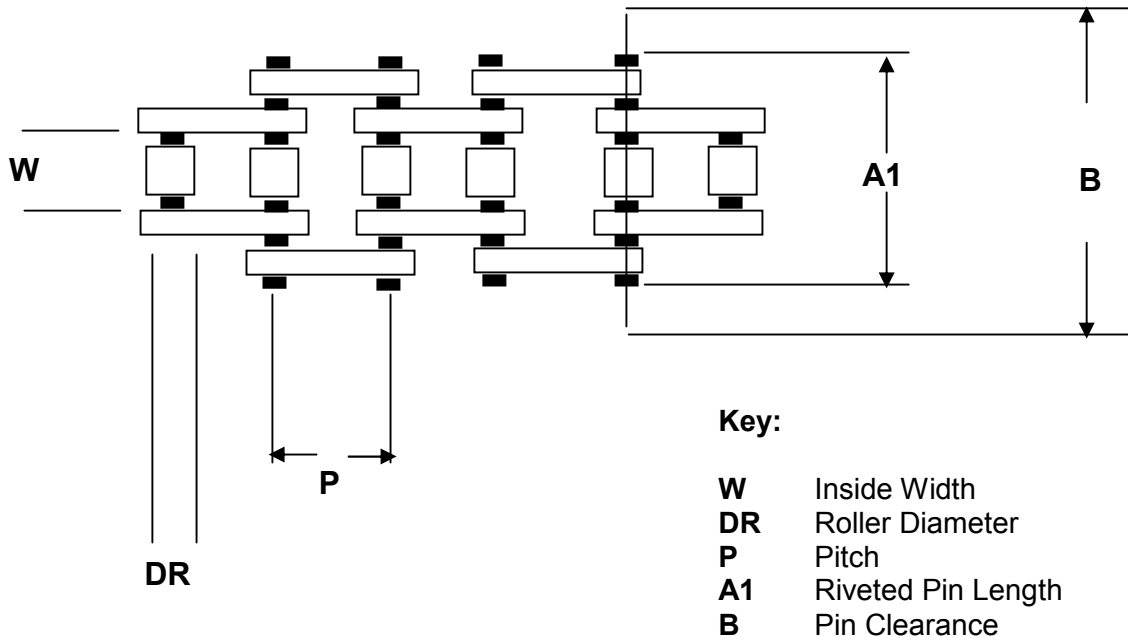 W
A1
B
P
DR
Key:
W Inside Width
DR Roller Diameter
P Pitch
A1 Riveted Pin Length
B Pin Clearance